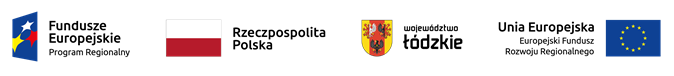 Fundusze
Europejskie
Program Regionalny
Rzeczpospolita
Polska
województwo
łódzkie
Unia Europejska
Europejski Fundusz
Rozwoju Regionalnego